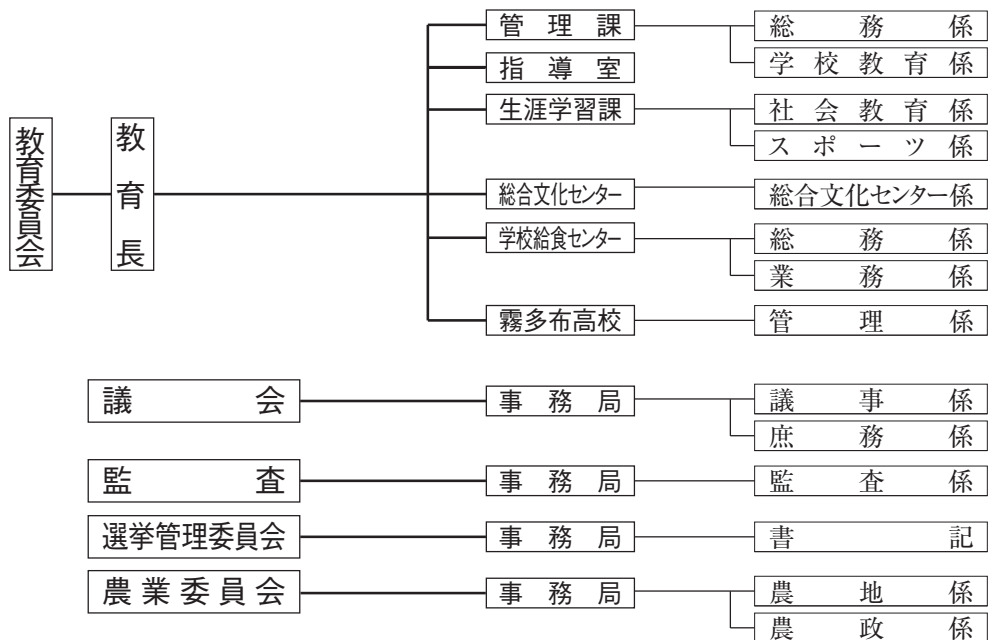 教育委員会
教育長
管理課
総務係
学校教育係
指導室
生涯学習課
社会教育係
スポーツ係
総合文化センター
総合文化センター係
学校給食センター
総務係
業務係
霧多布高校
管理係
議会
事務局
議事係
庶務係
監査
事務局
監査係
選挙管理委員会
事務局
書記
農業委員会
事務局
農地係
農政係